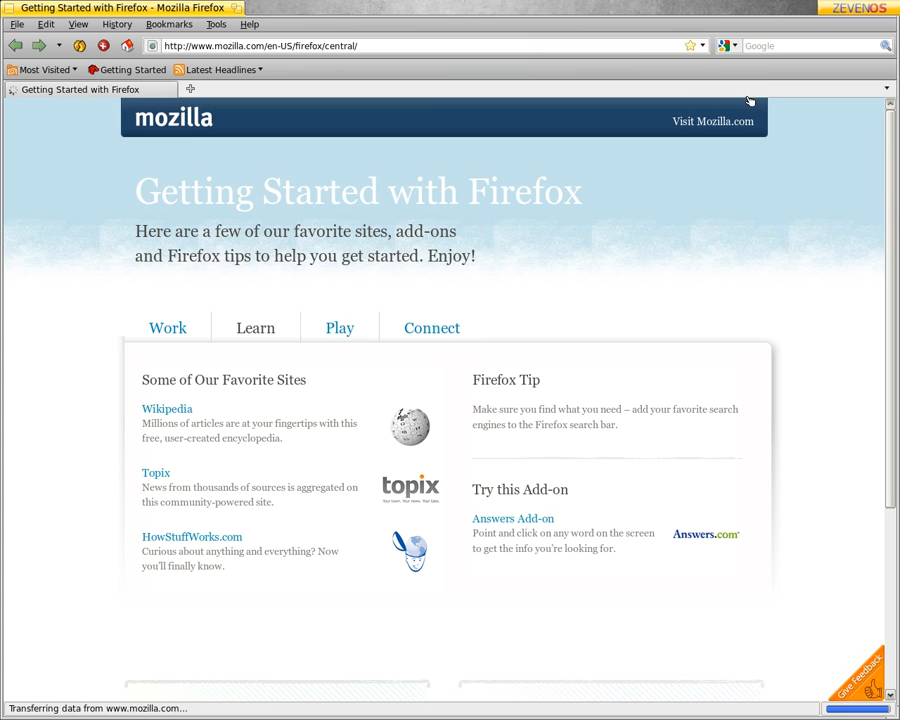 Getting Started with Firefox - Mozilla Firefox
ZEVENOS
File Edit View History Bookmarks Tools Help
http://www.mozilla.com/en-US/firefox/central/
Google
Most Visited Getting Started Latest Headlines
Getting Started with Firefox
mozilla
Visit Mozilla.com
Getting Started with Firefox
Here are a few of our favorite sites, add-ons
and Firefox tips to help you get started. Enjoy!
Work Learn Play Connect
Some of Our Favorite Sites
Wikipedia
Millions of articles are at your fingertips with this
free, user-created encyclopedia.
Topix
News from thousands of sources is aggregated on
this community-powered site.
topix
HowStuffWorks.com
Curious about anything and everything? Now
you'll finally know.
Firefox Tip
Make sure you find what you need – add your favorite search
engines to the Firefox search bar.
Try this Add-on
Answers Add-on
Point and click on any word on the screen
to get the info you're looking for.
Answers.com
Give Feedback
Transferring data from www.mozilla.com...